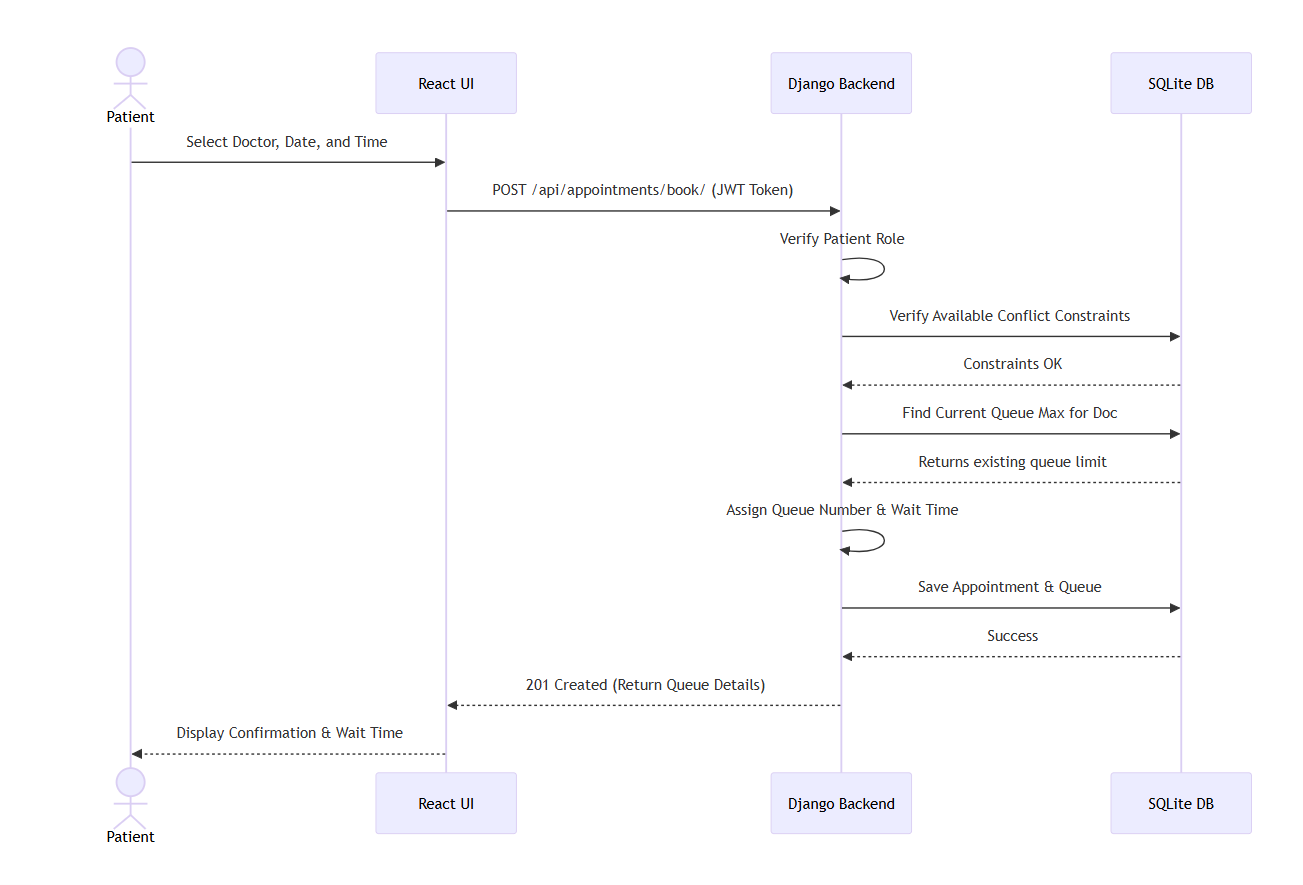 Patient
React UI
Django Backend
SQLite DB
Select Doctor, Date, and Time
POST /api/appointments/book/ (JWT Token)
Verify Patient Role
Verify Available Conflict Constraints
Constraints OK
Find Current Queue Max for Doc
Returns existing queue limit
Assign Queue Number & Wait Time
Save Appointment & Queue
Success
201 Created (Return Queue Details)
Display Confirmation & Wait Time
Patient
React UI
Django Backend
SQLite DB